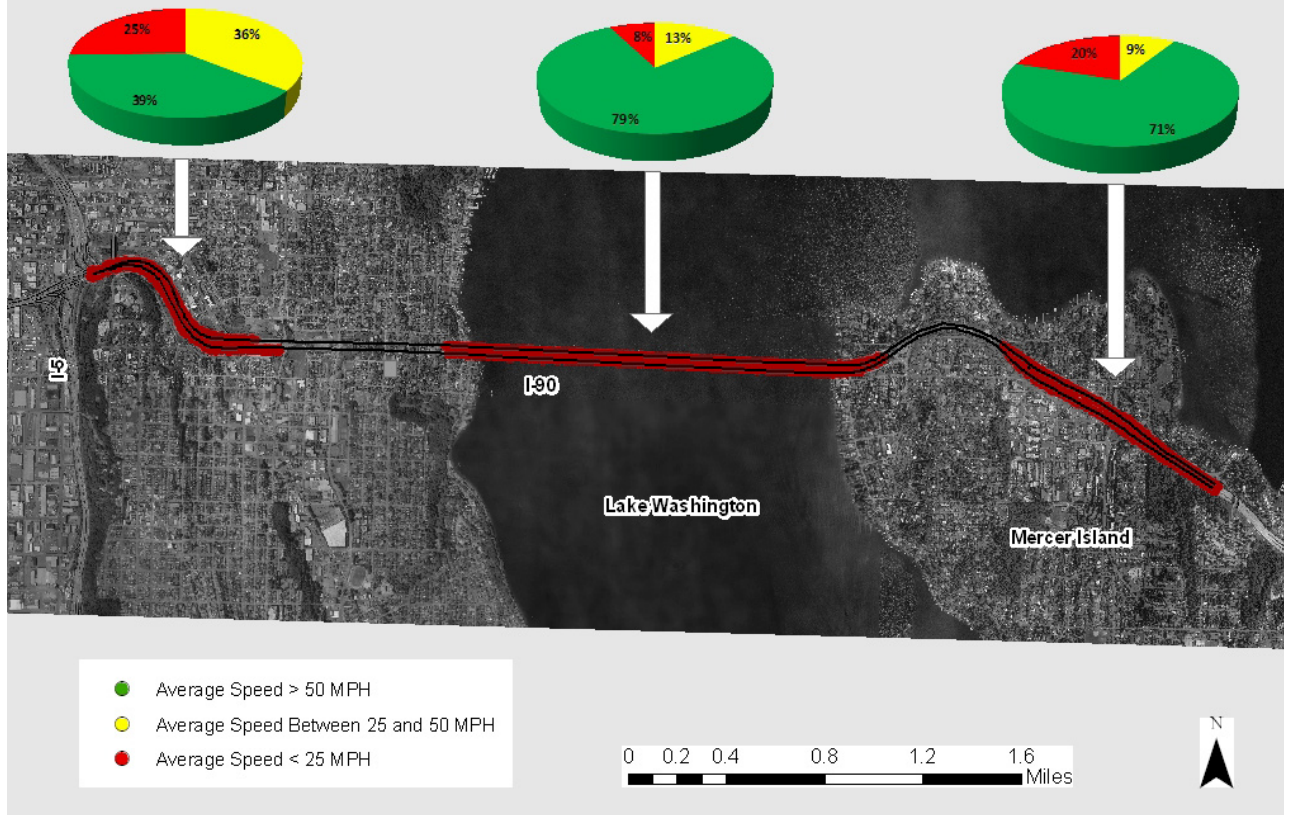 25%
36%
39%
8%
13%
79%
20%
9%
71%
I-5
I-90
Lake Washington
Mercer Island
Average Speed > 50 MPH
Average Speed Between 25 and 50 MPH
Average Speed < 25 MPH
0 0.2 0.4 0.8 1.2 1.6
Miles
N